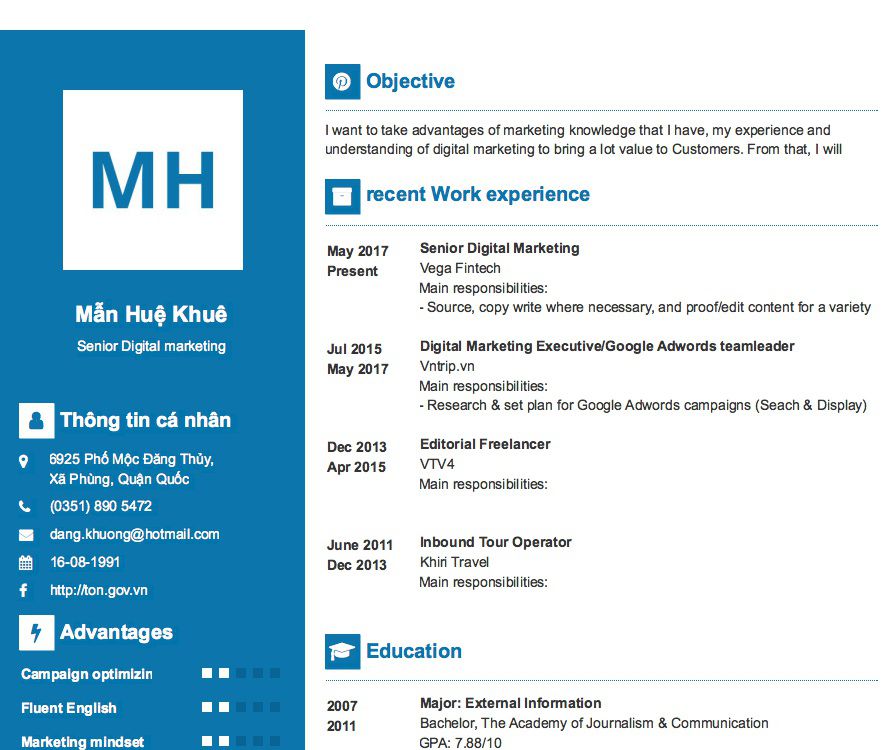 MH
Mẫn Huệ Khuê
Senior Digital marketing
Thông tin cá nhân
6925 Phố Mộc Đăng Thủy,
Xã Phùng, Quận Quốc
(0351) 890 5472
dang.khuong@hotmail.com
16-08-1991
http://ton.gov.vn
Advantages
Campaign optimizin
Fluent English
Marketing mindset
Objective
I want to take advantages of marketing knowledge that I have, my experience and
understanding of digital marketing to bring a lot value to Customers. From that, I will
recent Work experience
May 2017
Present
Senior Digital Marketing
Vega Fintech
Main responsibilities:
- Source, copy write where necessary, and proof/edit content for a variety
Jul 2015
May 2017
Digital Marketing Executive/Google Adwords teamleader
Vntrip.vn
Main responsibilities:
- Research & set plan for Google Adwords campaigns (Seach & Display)
Dec 2013
Apr 2015
Editorial Freelancer
VTV4
Main responsibilities:
June 2011
Dec 2013
Inbound Tour Operator
Khiri Travel
Main responsibilities:
Education
2007
2011
Major: External Information
Bachelor, The Academy of Journalism & Communication
GPA: 7.88/10